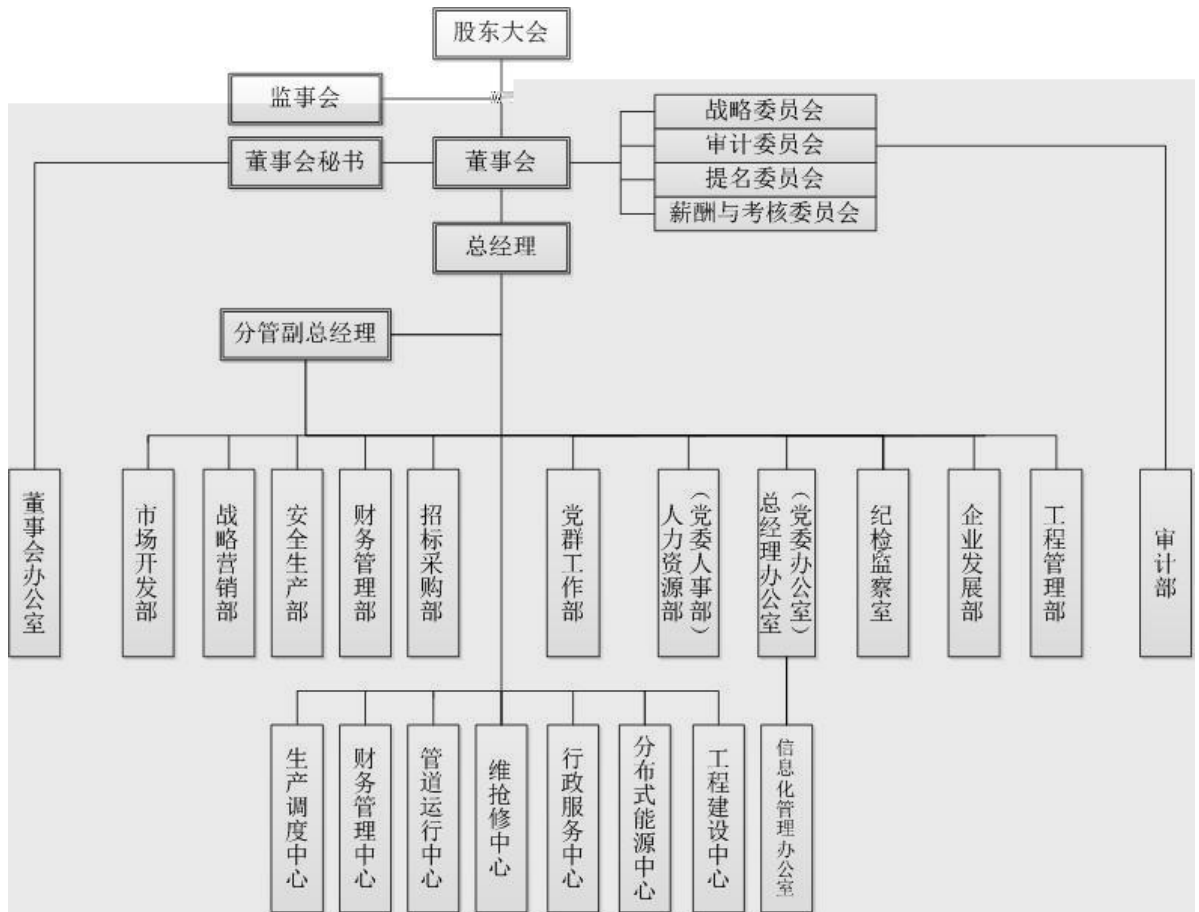 股东大会
监事会
战略委员会
审计委员会
提名委员会
薪酬与考核委员会
董事会秘书
董事会
总经理
分管副总经理
董事会办公室
市场开发部
战略营销部
安全生产部
财务管理部
招标采购部
党群工作部
（党委人事部）
人力资源部
（党委办公室）
总经理办公室
纪检监察室
企业发展部
工程管理部
审计部
生产调度中心
财务管理中心
管道运行中心
维抢修中心
行政服务中心
分布式能源中心
工程建设中心
信息化管理办公室